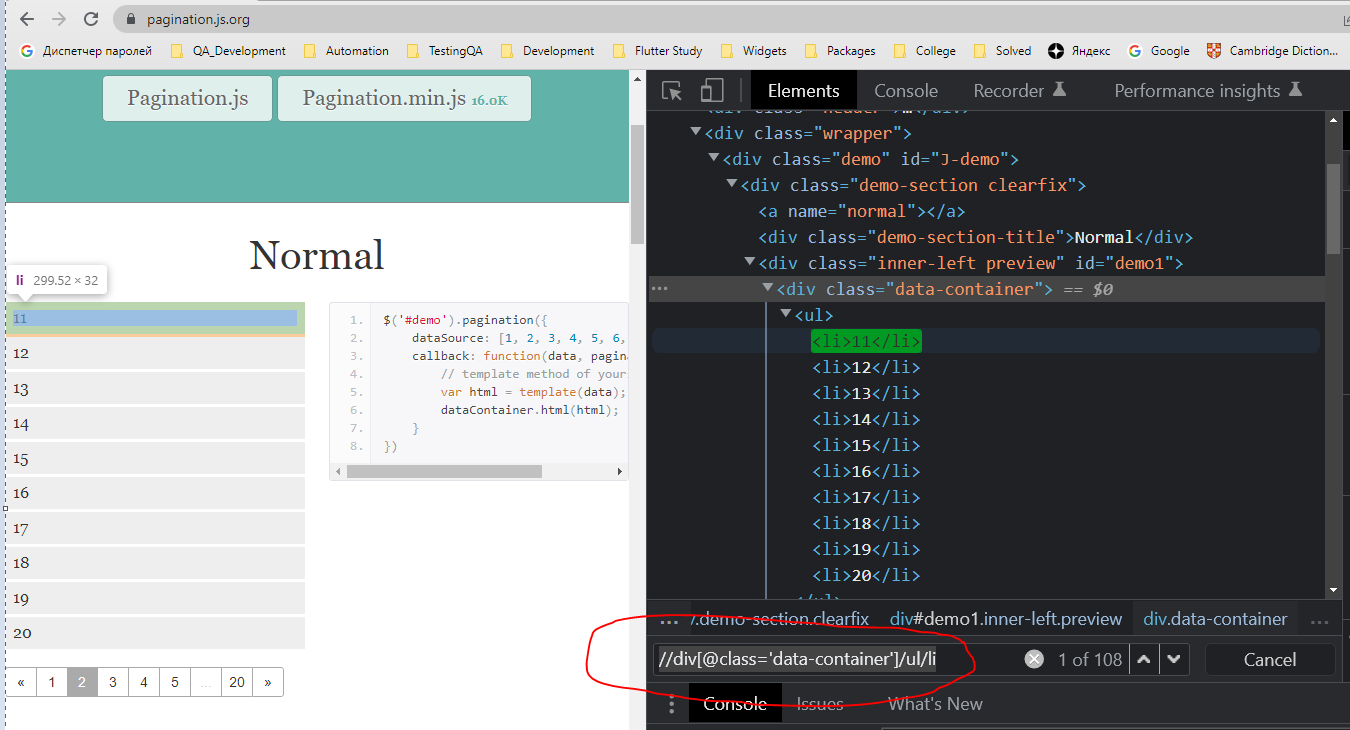 pagination.js.org
Диспетчер паролей QA_Development Automation TestingQA Development Flutter Study Widgets Packages College Solved Яндекс Google Cambridge Diction...
Pagination.js Pagination.min.js 16.0K
Normal
li 299.52 × 32
11
12
13
14
15
16
17
18
19
20
« 1 2 3 4 5 ... 20 »
1. $('#demo').pagination({
2. dataSource: [1, 2, 3, 4, 5, 6,
3. callback: function(data, pagina
4. // template method of your
5. var html = template(data);
6. dataContainer.html(html);
7. }
8. })
Elements Console Recorder Performance insights
<div class="wrapper">
<div class="demo" id="J-demo">
<div class="demo-section clearfix">
<a name="normal"></a>
<div class="demo-section-title">Normal</div>
<div class="inner-left preview" id="demo1">
... <div class="data-container"> == $0
<ul>
<li>11</li>
<li>12</li>
<li>13</li>
<li>14</li>
<li>15</li>
<li>16</li>
<li>17</li>
<li>18</li>
<li>19</li>
<li>20</li>
... .demo-section.clearfix div#demo1.inner-left.preview div.data-container ...
//div[@class='data-container']/ul/li 1 of 108 Cancel
Console Issues What's New